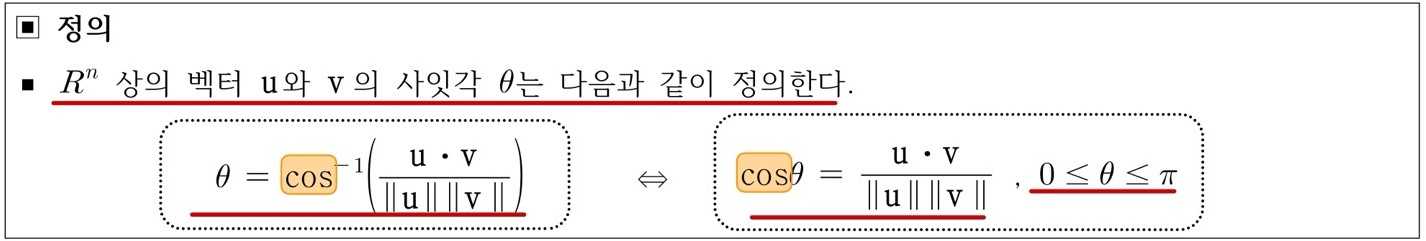 ▣ 정의
▪ Rⁿ 상의 벡터 u와 v 의 사잇각 θ는 다음과 같이 정의한다.
θ = cos⁻¹(u · v / ‖u‖‖v‖) ⇔ cosθ = u · v / ‖u‖‖v‖ , 0 ≤ θ ≤ π